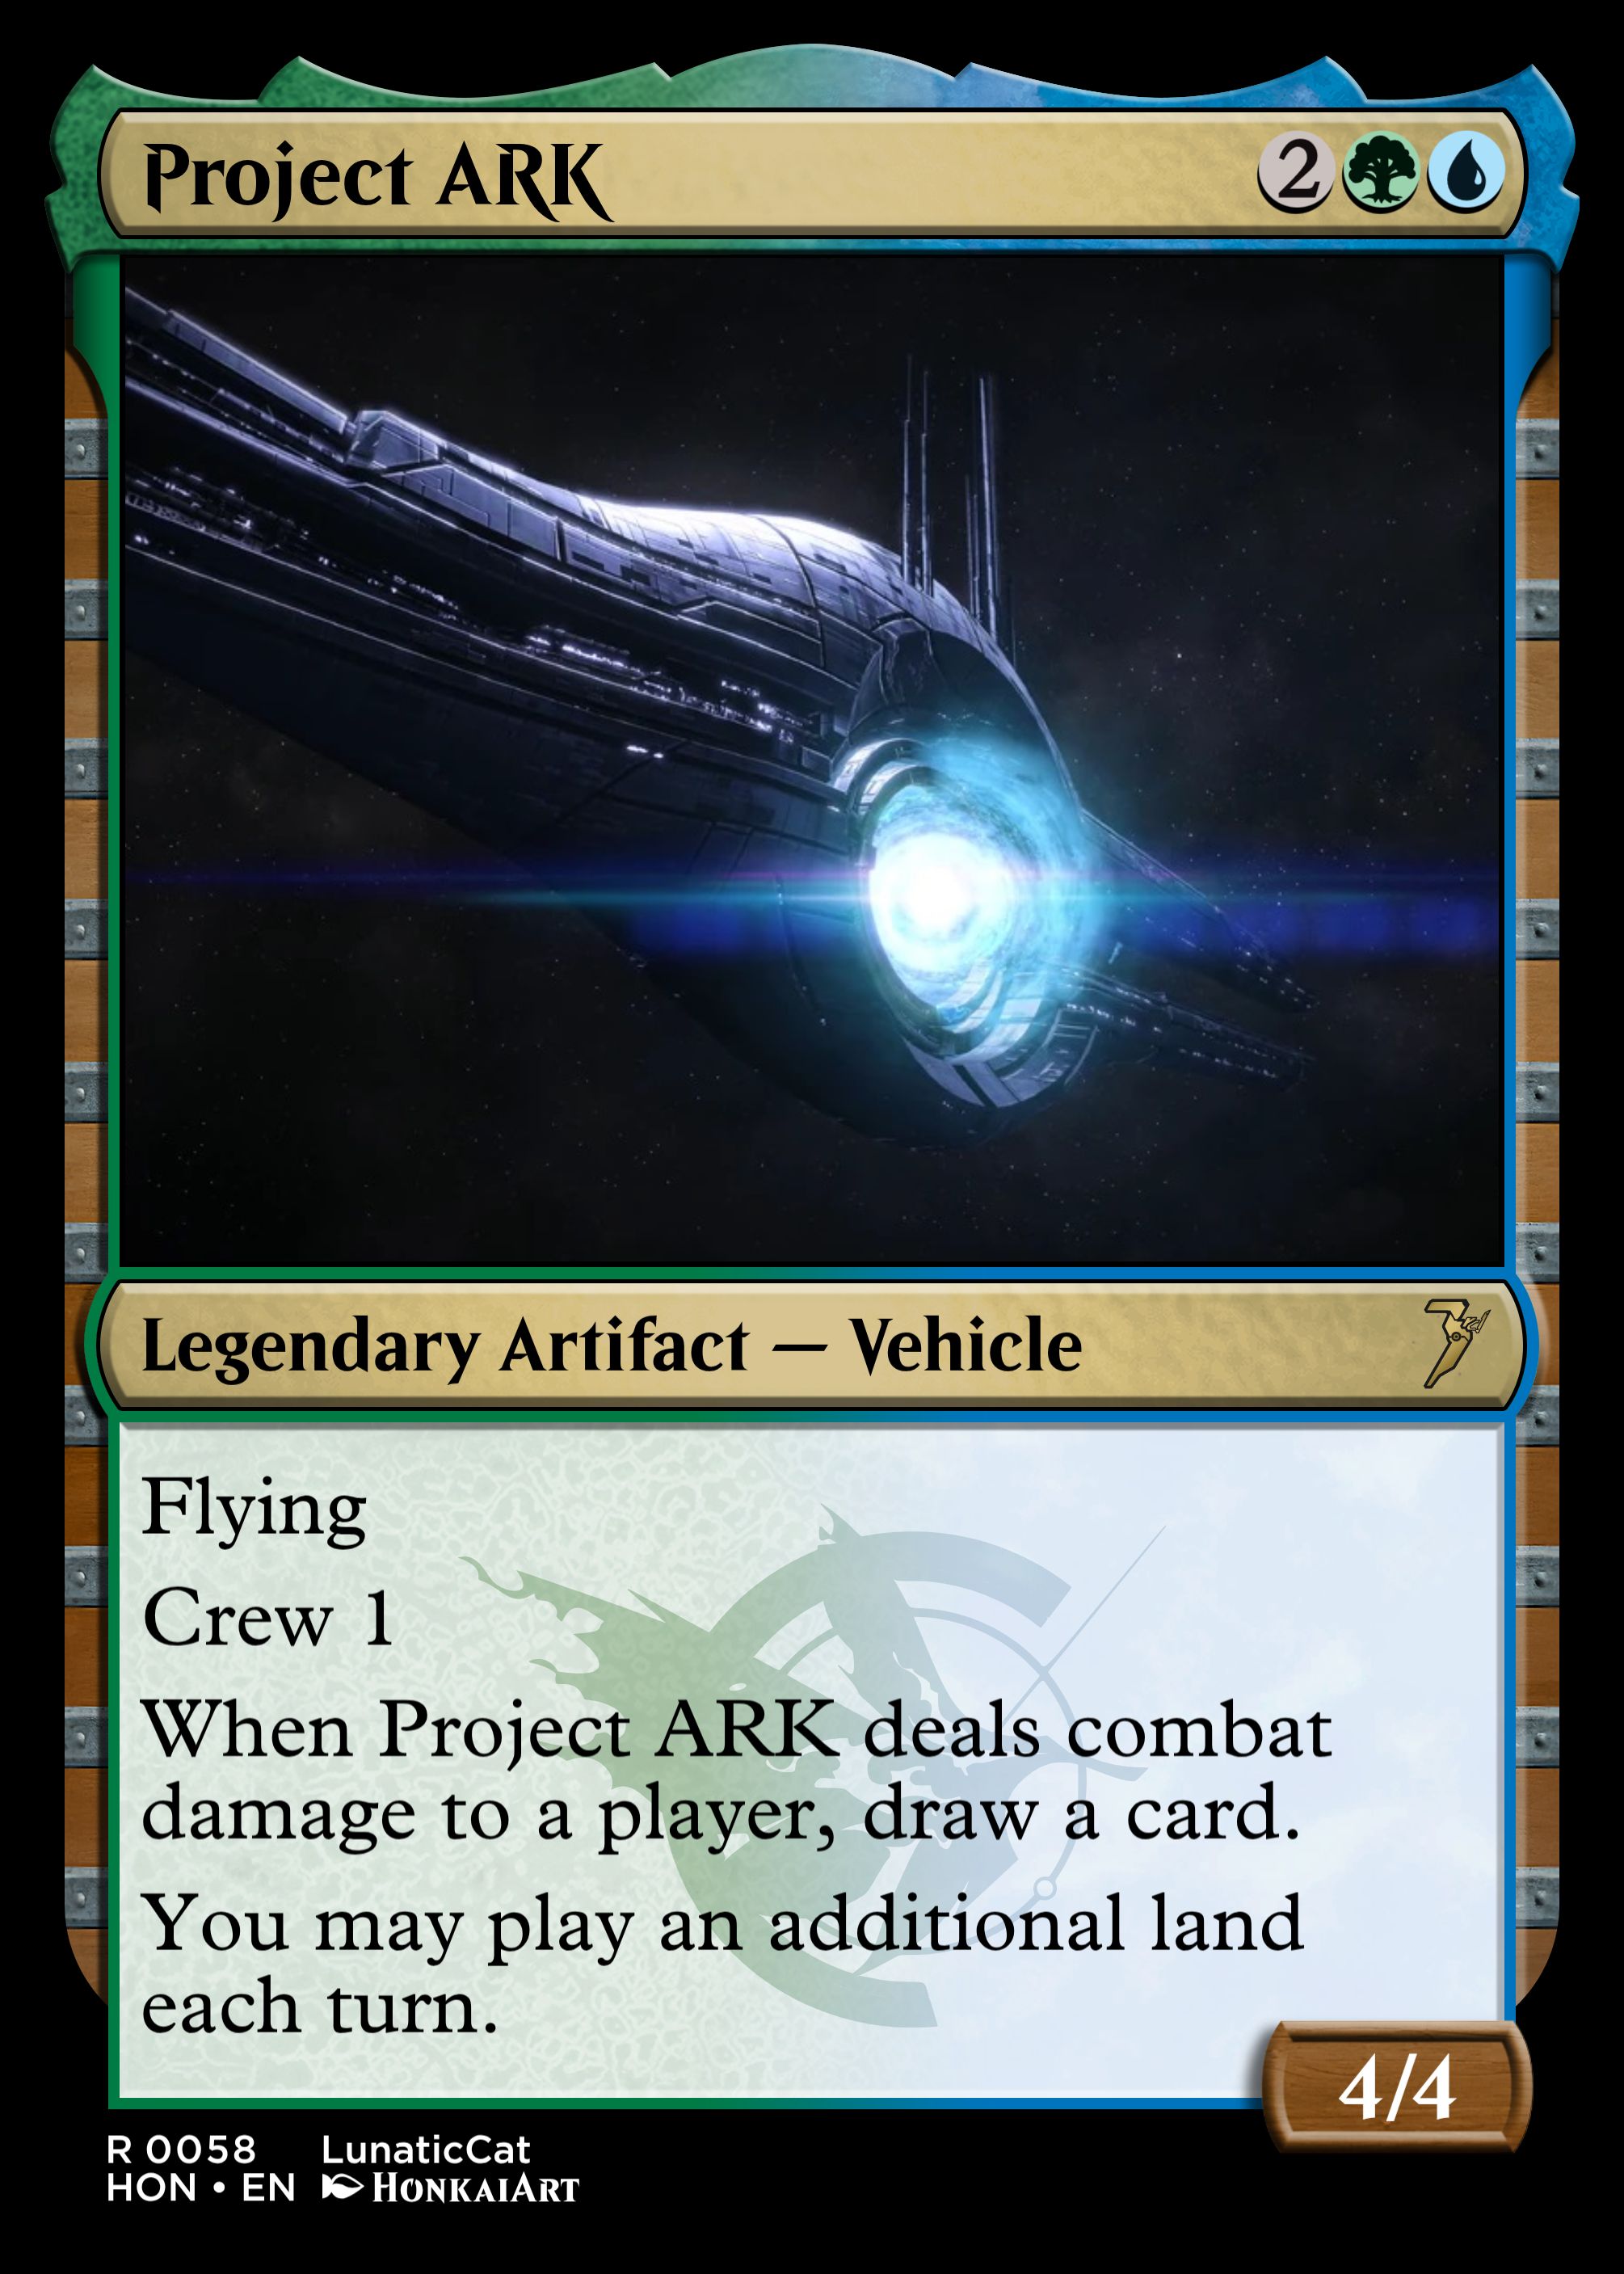 Project ARK 2
Legendary Artifact — Vehicle
Flying
Crew 1
When Project ARK deals combat
damage to a player, draw a card.
You may play an additional land
each turn.
4/4
R 0058 LunaticCat
HON • EN HonkaiArt